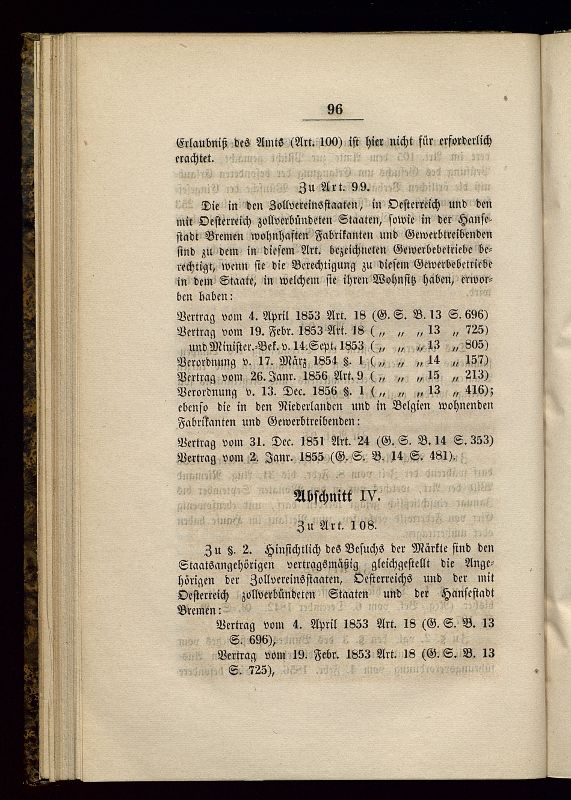 96
Erlaubniß des Amts (Art. 100) ist hier nicht für erforderlich
erachtet.
Zu Art. 99.
Die in den Zollvereinsstaaten, in Oesterreich und den
mit Oesterreich zollverbündeten Staaten, sowie in der Hanse-
stadt Bremen wohnhaften Fabrikanten und Gewerbtreibenden
sind zu dem in diesem Art. bezeichneten Gewerbebetriebe be-
rechtigt, wenn sie die Berechtigung zu diesem Gewerbebetriebe
in dem Staate, in welchem sie ihren Wohnsitz haben, erwor-
ben haben:
Vertrag vom 4. April 1853 Art. 18 (G. S. B. 13 S. 696)
Vertrag vom 19. Febr. 1853 Art. 18 ( „ „ „ 13 „ 725)
und Minister.-Bek. v. 14. Sept. 1853 ( „ „ „ 13 „ 805)
Verordnung v. 17. März 1854 §. 1 ( „ „ „ 14 „ 157)
Vertrag vom 26. Janr. 1856 Art. 9 ( „ „ „ 15 „ 213)
Verordnung v. 13. Dec. 1856 §. 1 ( „ „ „ 13 „ 416);
ebenso die in den Niederlanden und in Belgien wohnenden
Fabrikanten und Gewerbtreibenden:
Vertrag vom 31. Dec. 1851 Art. 24 (G. S. B. 14 S. 353)
Vertrag vom 2. Janr. 1855 (G. S. B. 14 S. 481).
Abschnitt IV.
Zu Art. 108.
Zu §. 2. Hinsichtlich des Besuchs der Märkte sind den
Staatsangehörigen vertragsmäßig gleichgestellt die Ange-
hörigen der Zollvereinsstaaten, Oesterreichs und der mit
Oesterreich zollverbündeten Staaten und der Hansestadt
Bremen:
Vertrag vom 4. April 1853 Art. 18 (G. S. B. 13
S. 696),
Vertrag vom 19. Febr. 1853 Art. 18 (G. S. B. 13
S. 725),